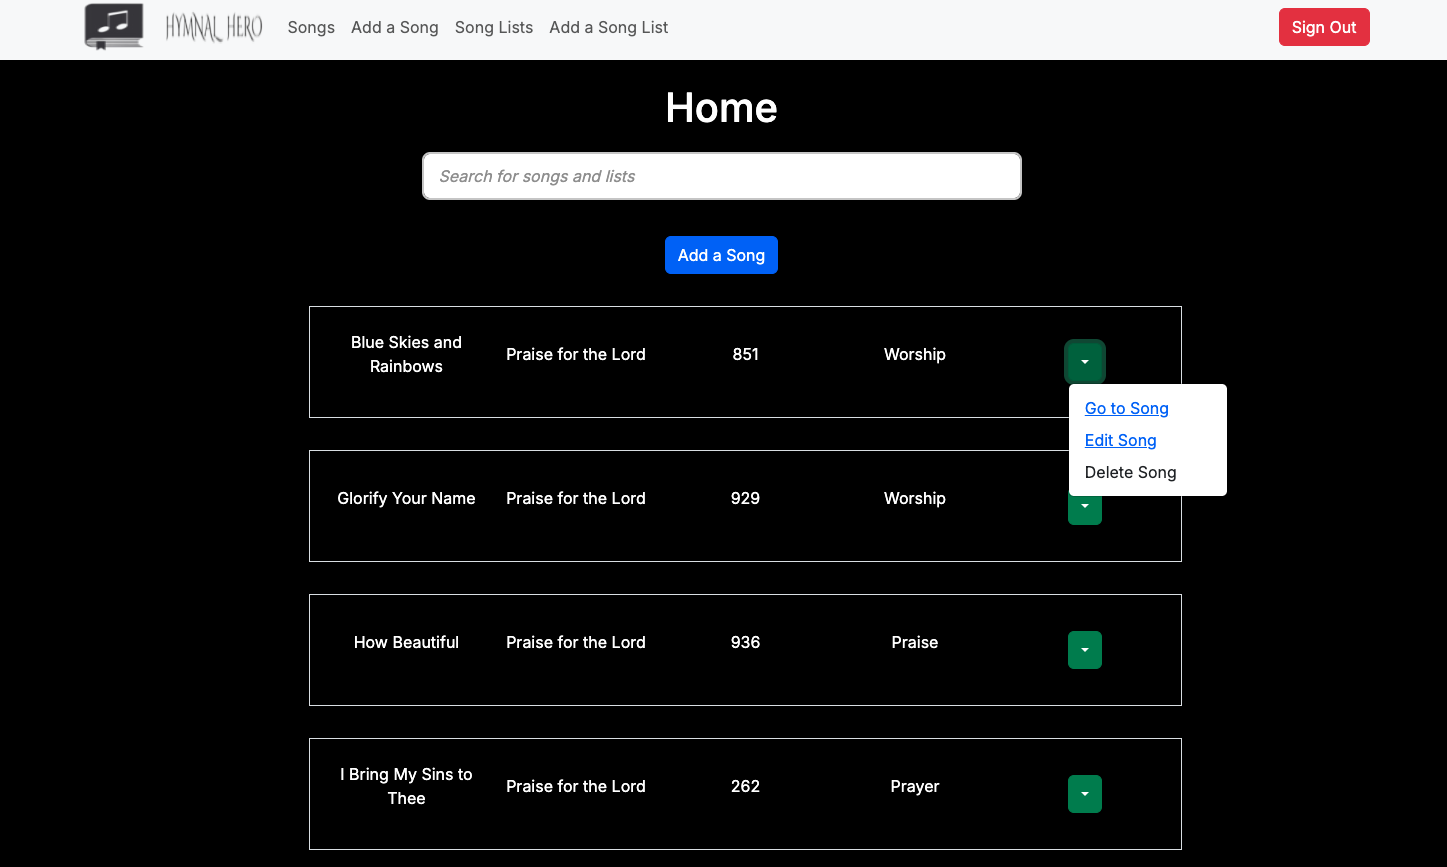 HYMNAL HERO Songs Add a Song Song Lists Add a Song List Sign Out
Home
Search for songs and lists
Add a Song
Blue Skies and
Rainbows
Praise for the Lord 851 Worship
Go to Song
Edit Song
Delete Song
Glorify Your Name Praise for the Lord 929 Worship
How Beautiful Praise for the Lord 936 Praise
I Bring My Sins to
Thee
Praise for the Lord 262 Prayer